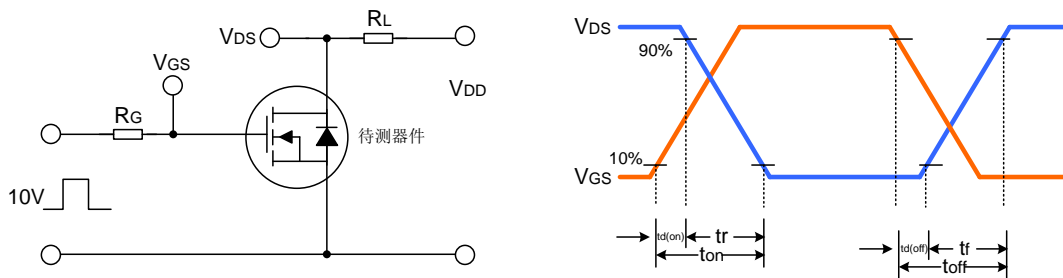 VDS
RL
VGS
VDD
RG
待测器件
10V
VDS
90%
10%
VGS
td(on)
tr
ton
td(off)
tf
toff